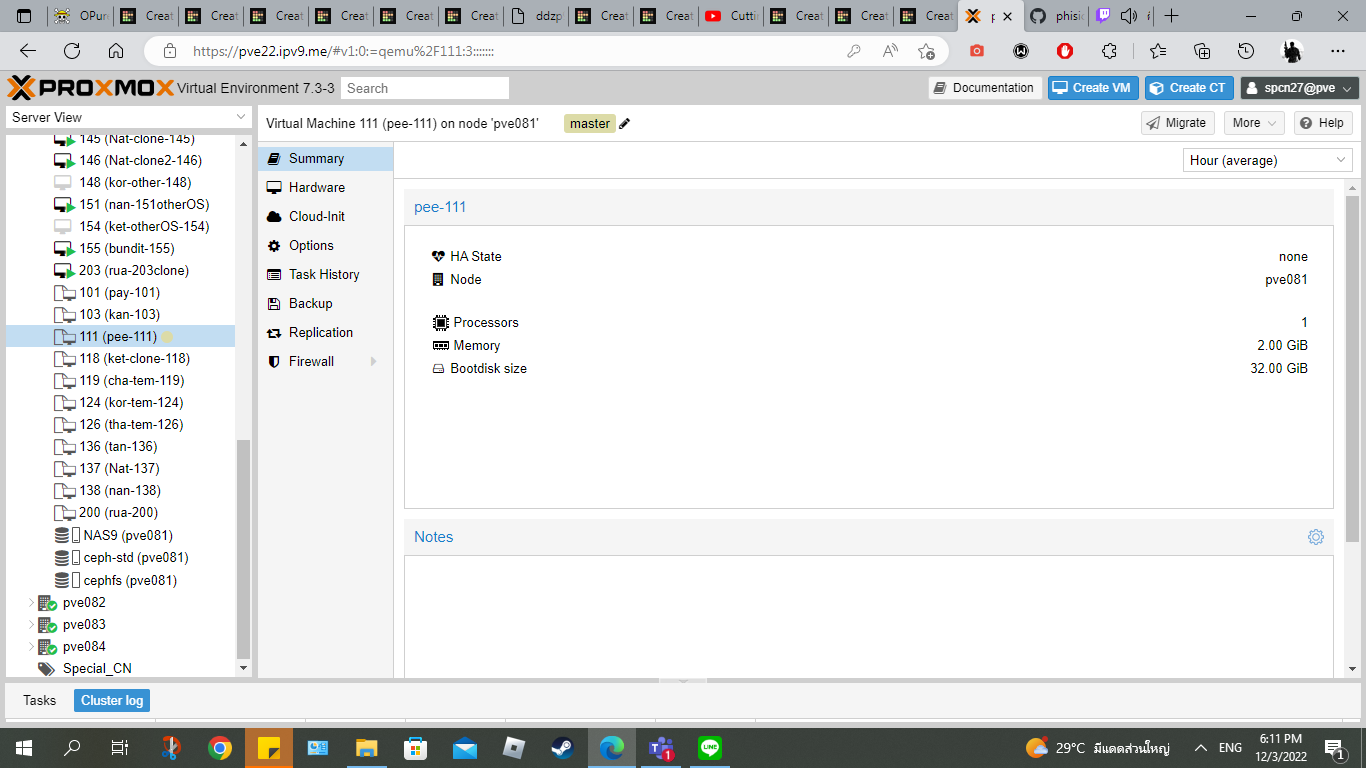 OPure
Creat
Creat
Creat
Creat
Creat
Creat
ddzp
Creat
Creat
Cuttin
Creat
Creat
Creat
phisi
https://pve22.ipv9.me/#v1:0:=qemu%2F111:3:::::::
PROXMOX Virtual Environment 7.3-3
Search
Documentation
Create VM
Create CT
spcn27@pve
Server View
145 (Nat-clone-145)
146 (Nat-clone2-146)
148 (kor-other-148)
151 (nan-151otherOS)
154 (ket-otherOS-154)
155 (bundit-155)
203 (rua-203clone)
101 (pay-101)
103 (kan-103)
111 (pee-111)
118 (ket-clone-118)
119 (cha-tem-119)
124 (kor-tem-124)
126 (tha-tem-126)
136 (tan-136)
137 (Nat-137)
138 (nan-138)
200 (rua-200)
NAS9 (pve081)
ceph-std (pve081)
cephfs (pve081)
pve082
pve083
pve084
Special_CN
Virtual Machine 111 (pee-111) on node 'pve081'
master
Migrate
More
Help
Summary
Hardware
Cloud-Init
Options
Task History
Backup
Replication
Firewall
Hour (average)
pee-111
HA State none
Node pve081
Processors 1
Memory 2.00 GiB
Bootdisk size 32.00 GiB
Notes
Tasks
Cluster log
29°C มีแดดส่วนใหญ่
ENG
6:11 PM
12/3/2022
1
1